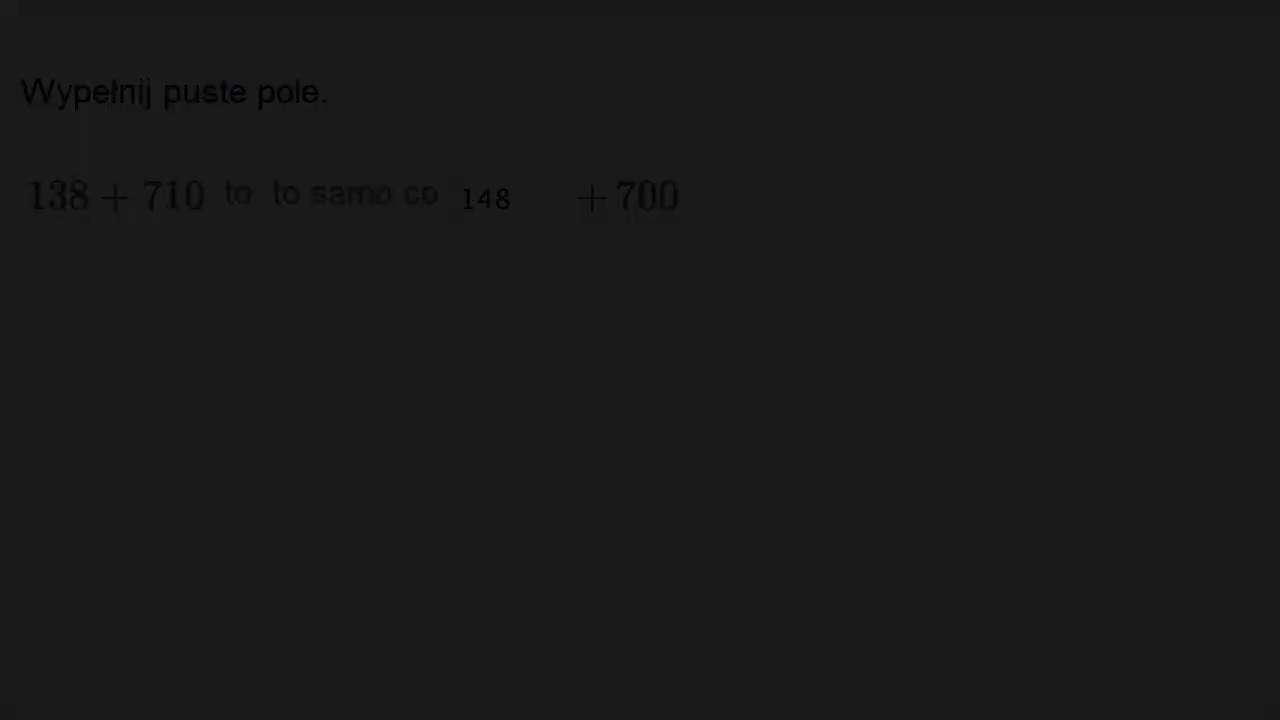 Wypełnij puste pole.
138 + 710 to to samo co 148 + 700